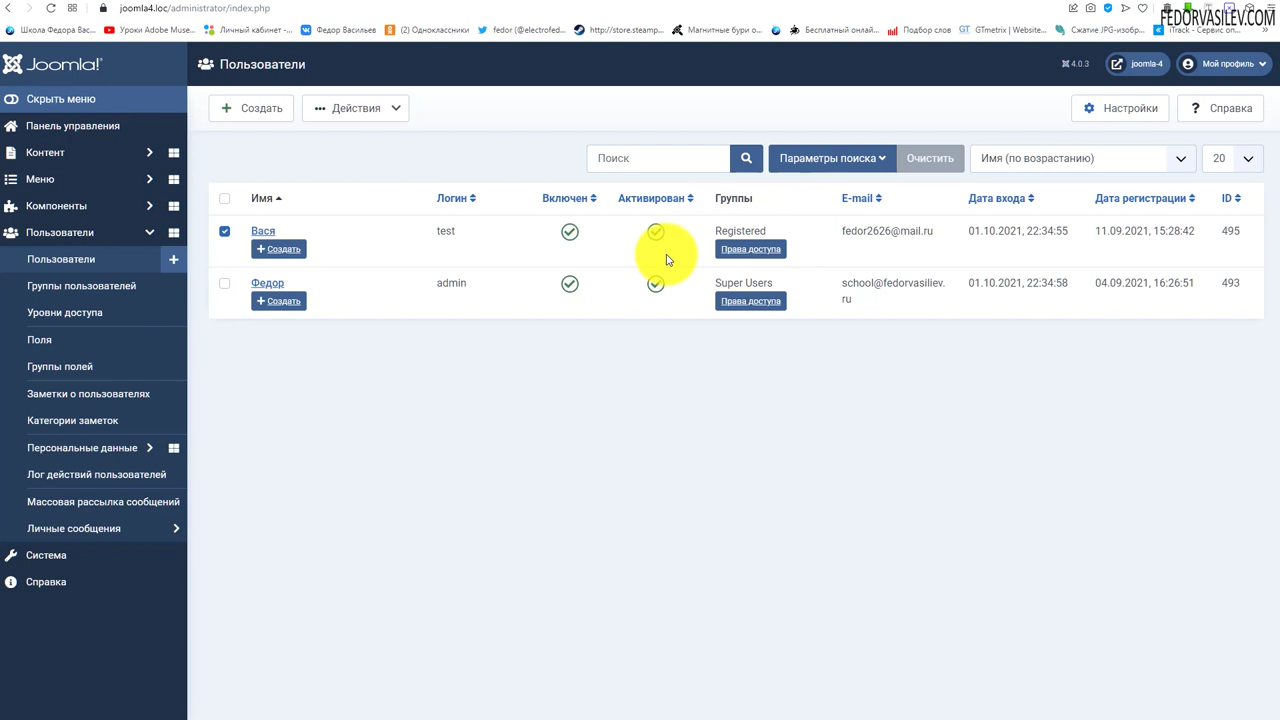 joomla4.loc/administrator/index.php
FEDORVASILEV.COM
Школа Федора Вас...
Уроки Adobe Muse...
Личный кабинет -...
Федор Васильев
(2) Одноклассники
fedor (@electrofed...
http://store.steamp...
Магнитные бури о...
Бесплатный онлай...
Подбор слов
GTmetrix | Website...
Сжатие JPG-изобр...
iTrack - Сервис оп...
Joomla!
Пользователи
4.0.3
joomla-4
Мой профиль
Скрыть меню
Панель управления
Контент
Меню
Компоненты
Пользователи
Пользователи
Группы пользователей
Уровни доступа
Поля
Группы полей
Заметки о пользователях
Категории заметок
Персональные данные
Лог действий пользователей
Массовая рассылка сообщений
Личные сообщения
Система
Справка
Создать
Действия
Настройки
Справка
Поиск
Параметры поиска
Очистить
Имя (по возрастанию)
20
Имя Логин Включен Активирован Группы E-mail Дата входа Дата регистрации ID
Вася test Registered fedor2626@mail.ru 01.10.2021, 22:34:55 11.09.2021, 15:28:42 495
+ Создать Права доступа
Федор admin Super Users school@fedorvasiliev. 01.10.2021, 22:34:58 04.09.2021, 16:26:51 493
+ Создать Права доступа ru